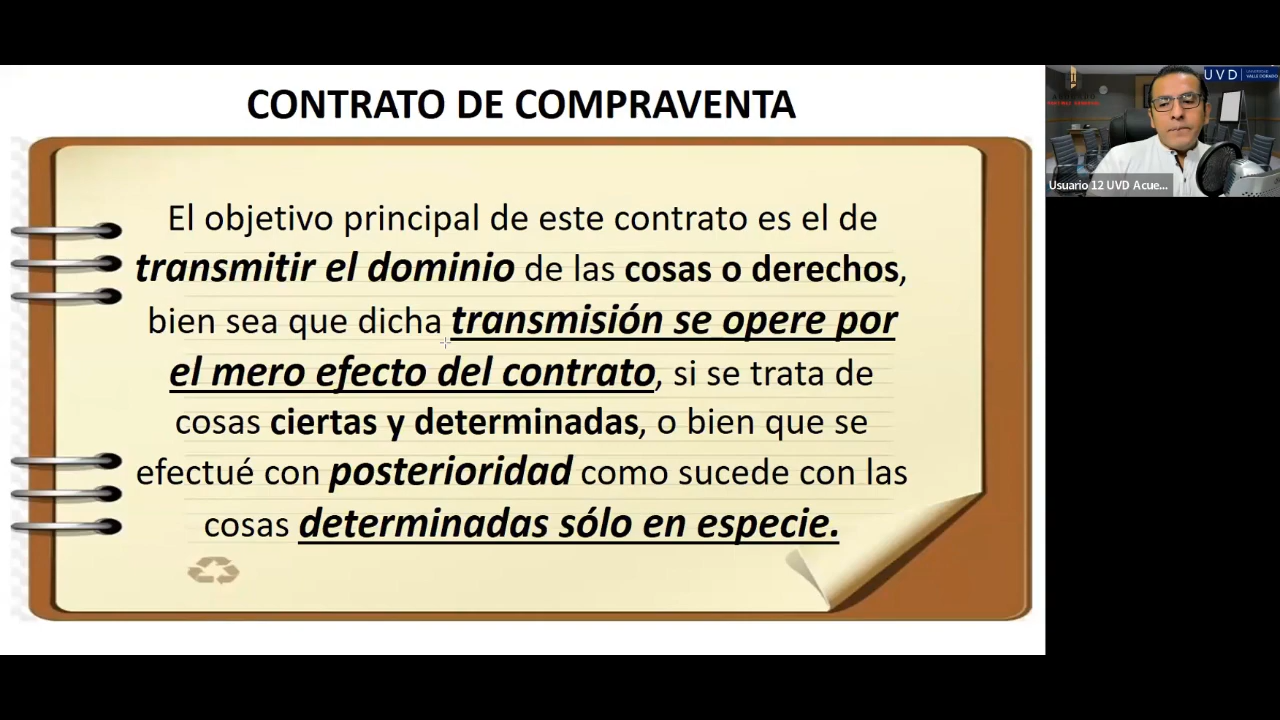 CONTRATO DE COMPRAVENTA
El objetivo principal de este contrato es el de
transmitir el dominio de las cosas o derechos,
bien sea que dicha transmisión se opere por
el mero efecto del contrato, si se trata de
cosas ciertas y determinadas, o bien que se
efectué con posterioridad como sucede con las
cosas determinadas sólo en especie.
UVD
UNIVERSIDAD
VALLE DORADO
Usuario 12 UVD Acue...